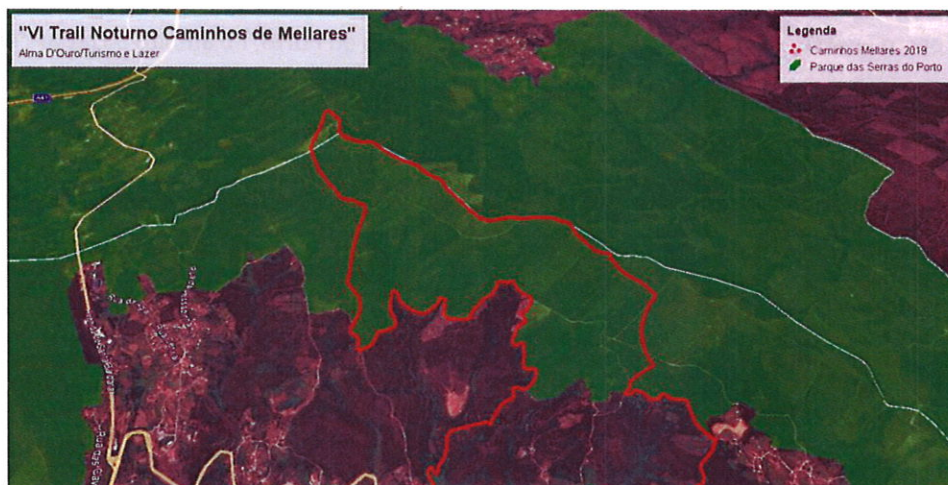 "VI Trail Noturno Caminhos de Mellares"
Alma D'Ouro/Turismo e Lazer
Legenda
Caminhos Mellares 2019
Parque das Serras do Porto